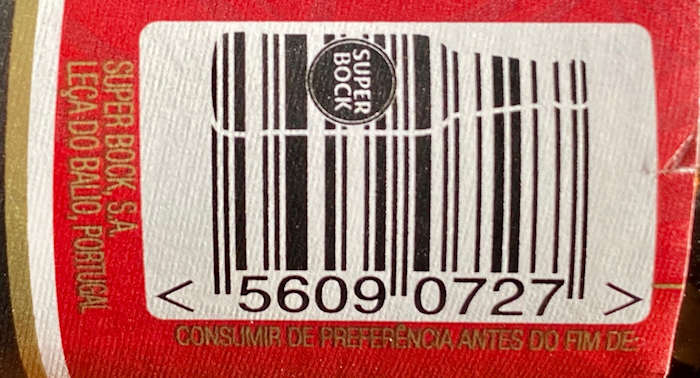 SUPER BOCK, S.A.
LEÇA DO BALIO, PORTUGAL
SUPER
BOCK
< 5609 0727 >
CONSUMIR DE PREFERÊNCIA ANTES DO FIM DE: